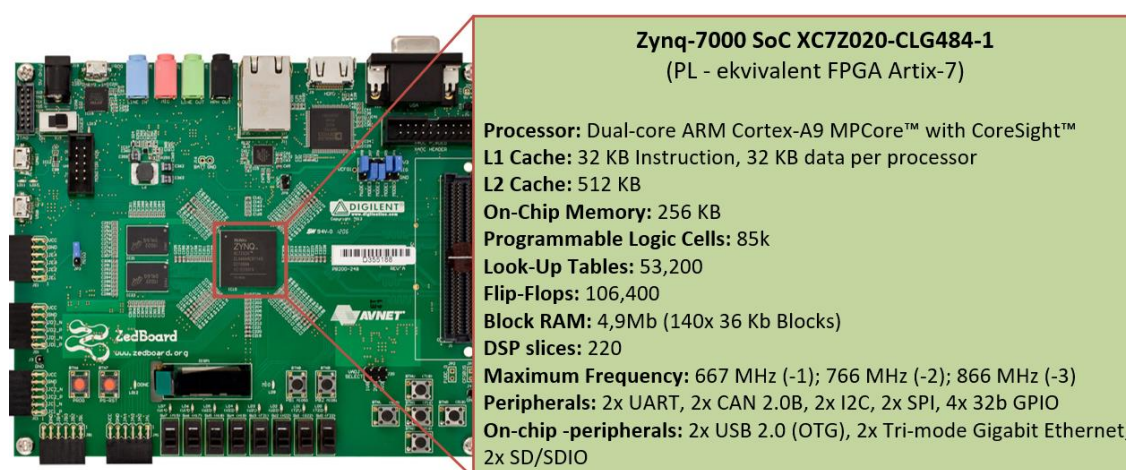 Zynq-7000 SoC XC7Z020-CLG484-1
(PL - ekvivalent FPGA Artix-7)
Processor: Dual-core ARM Cortex-A9 MPCore™ with CoreSight™
L1 Cache: 32 KB Instruction, 32 KB data per processor
L2 Cache: 512 KB
On-Chip Memory: 256 KB
Programmable Logic Cells: 85k
Look-Up Tables: 53,200
Flip-Flops: 106,400
Block RAM: 4,9Mb (140x 36 Kb Blocks)
DSP slices: 220
Maximum Frequency: 667 MHz (-1); 766 MHz (-2); 866 MHz (-3)
Peripherals: 2x UART, 2x CAN 2.0B, 2x I2C, 2x SPI, 4x 32b GPIO
On-chip -peripherals: 2x USB 2.0 (OTG), 2x Tri-mode Gigabit Ethernet,
2x SD/SDIO
LINE IN
LINE OUT
DIGILENT
ZYNQ
D355168
AVNET
ZedBoard
www.zedboard.org